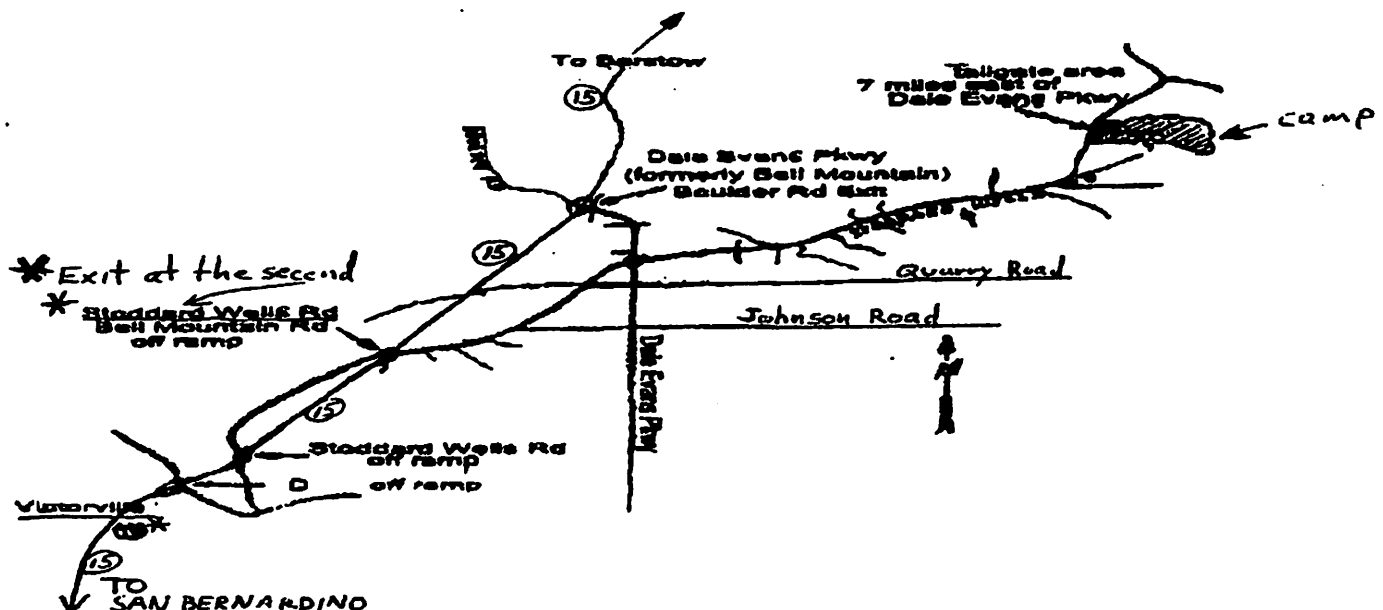 To Barstow
15
Tailgate area
7 miles east of
Dale Evans Pkwy
camp
Dale Evans Pkwy
(formerly Bell Mountain)
Boulder Rd Exit
15
* Exit at the second
* Stoddard Wells Rd
Bell Mountain Rd
off ramp
Quarry Road
Johnson Road
Dale Evans Pkwy
15
Stoddard Wells Rd
off ramp
D off ramp
Victorville
15
TO
SAN BERNARDINO